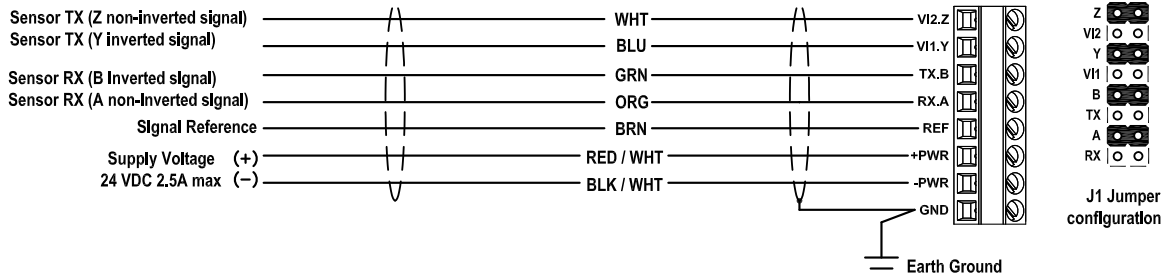 Sensor TX (Z non-inverted signal) WHT VI2.Z
Sensor TX (Y inverted signal) BLU VI1.Y
Sensor RX (B Inverted signal) GRN TX.B
Sensor RX (A non-Inverted signal) ORG RX.A
Signal Reference BRN REF
Supply Voltage (+) RED / WHT +PWR
24 VDC 2.5A max (−) BLK / WHT -PWR
GND
Earth Ground
Z
VI2
Y
VI1
B
TX
A
RX
J1 Jumper
configuration